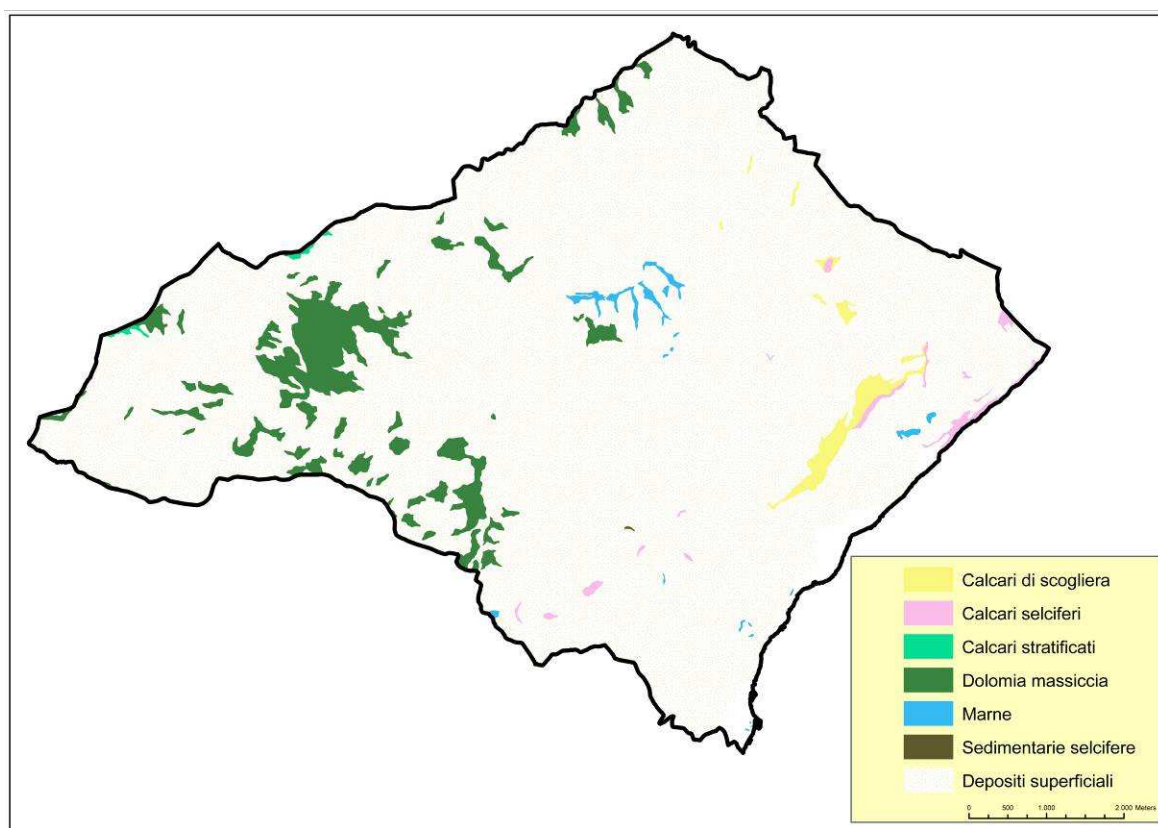 Calcari di scogliera
Calcari selciferi
Calcari stratificati
Dolomia massiccia
Marne
Sedimentarie selcifere
Depositi superficiali
0 500 1.000 2.000 Meters